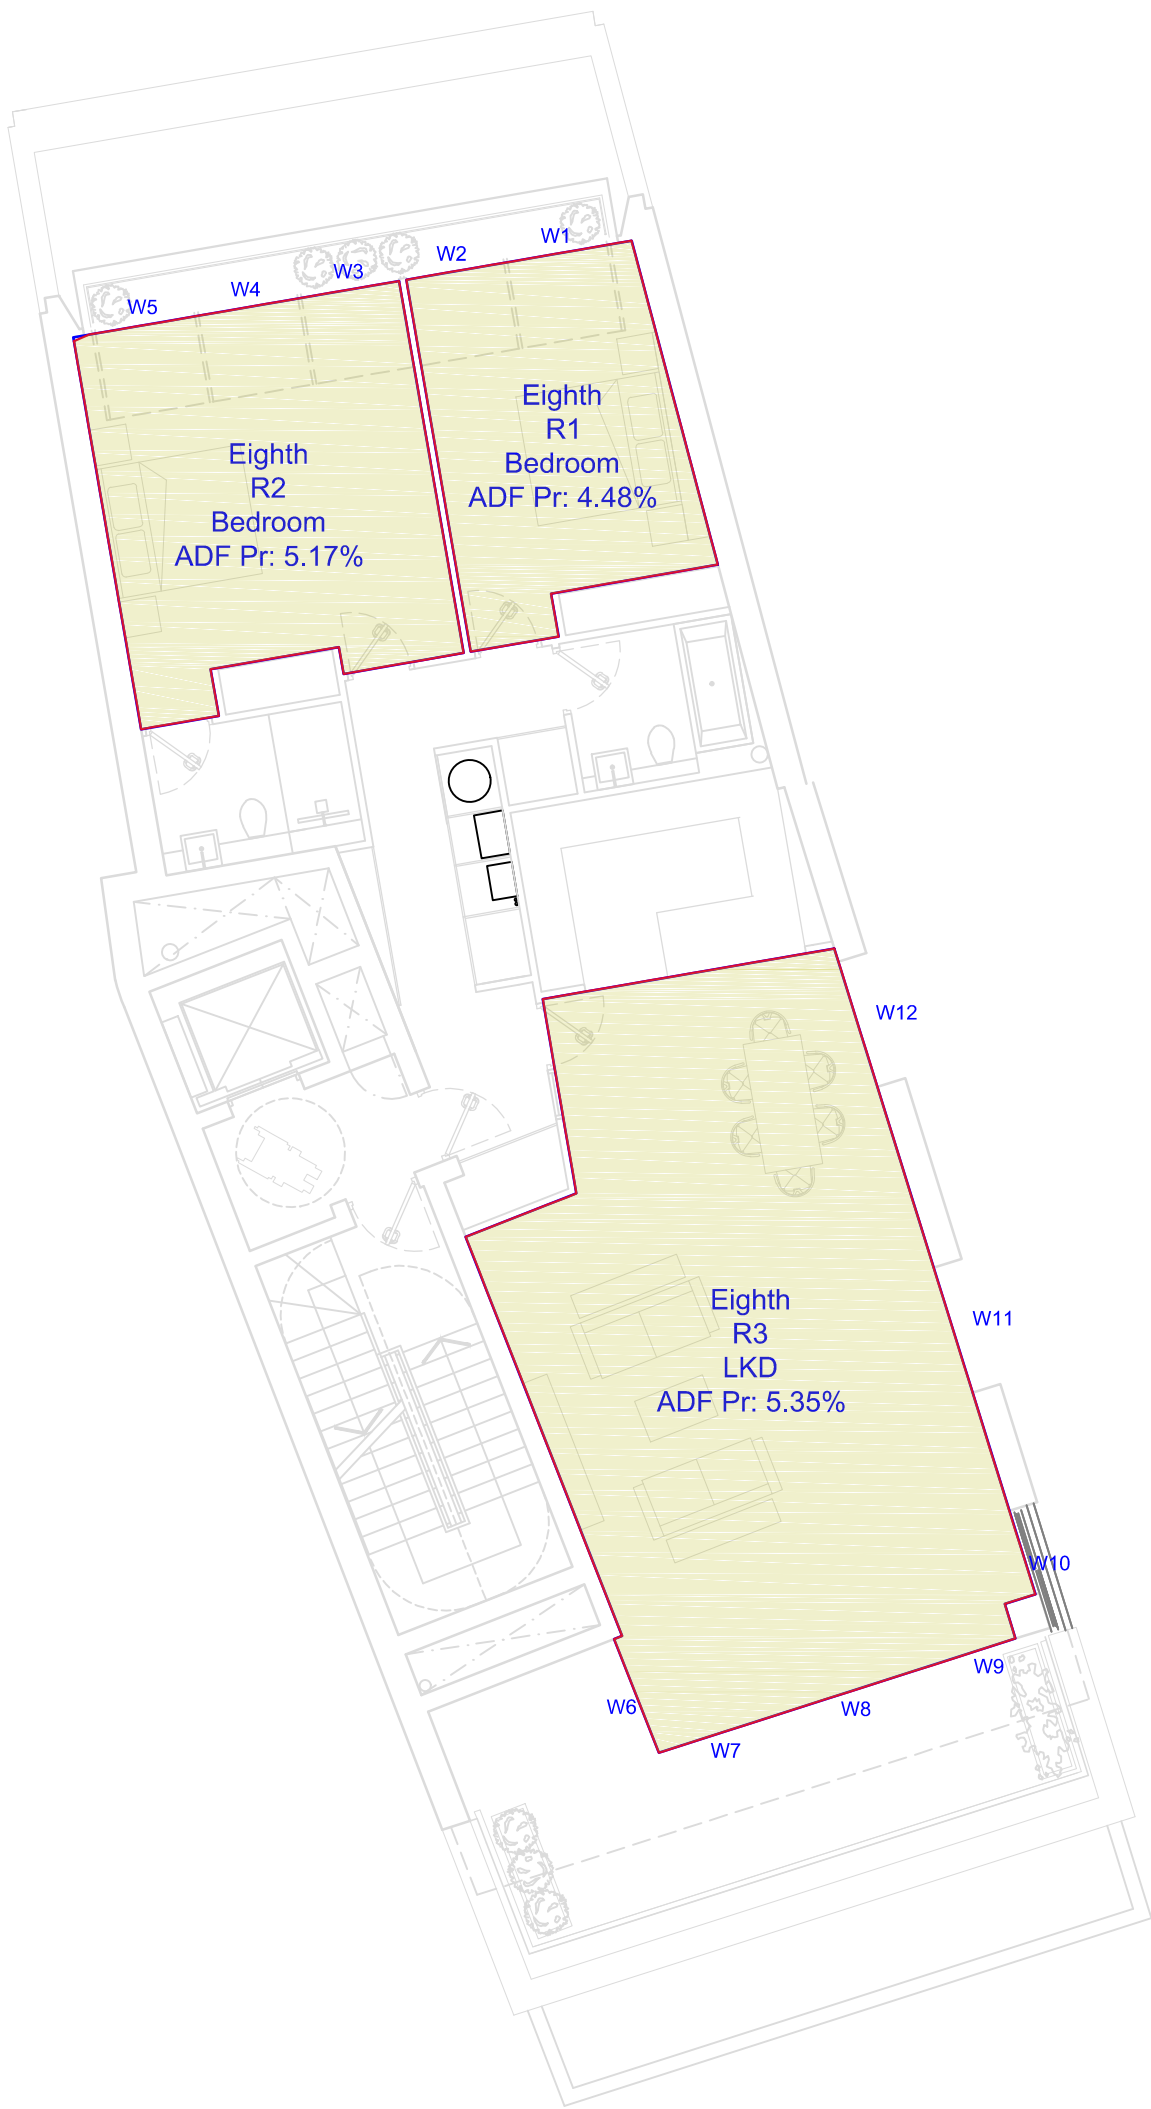 W1
W2
W3
W4
W5
Eighth
R1
Bedroom
ADF Pr: 4.48%
Eighth
R2
Bedroom
ADF Pr: 5.17%
W12
Eighth
R3
LKD
ADF Pr: 5.35%
W11
W10
W9
W6
W8
W7